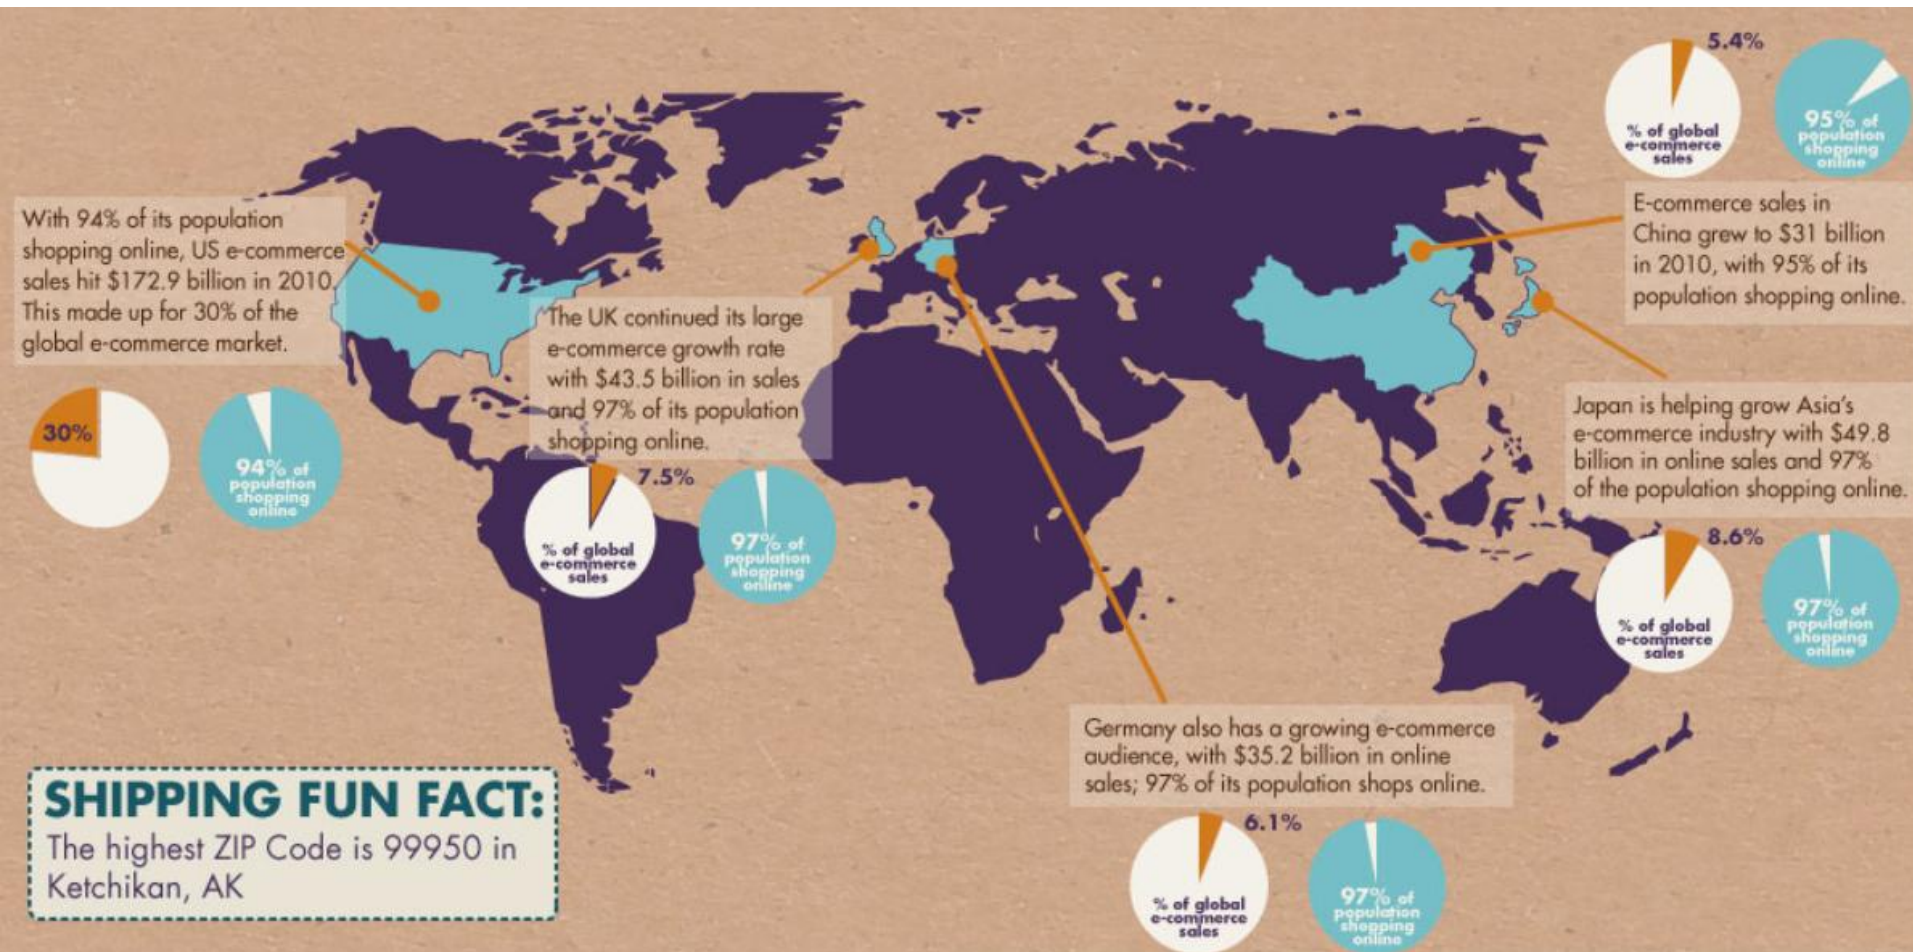 With 94% of its population
shopping online, US e-commerce
sales hit $172.9 billion in 2010.
This made up for 30% of the
global e-commerce market.
30%
94% of
population
shopping
online
The UK continued its large
e-commerce growth rate
with $43.5 billion in sales
and 97% of its population
shopping online.
7.5%
% of global
e-commerce
sales
97% of
population
shopping
online
5.4%
% of global
e-commerce
sales
95% of
population
shopping
online
E-commerce sales in
China grew to $31 billion
in 2010, with 95% of its
population shopping online.
Japan is helping grow Asia's
e-commerce industry with $49.8
billion in online sales and 97%
of the population shopping online.
8.6%
% of global
e-commerce
sales
97% of
population
shopping
online
Germany also has a growing e-commerce
audience, with $35.2 billion in online
sales; 97% of its population shops online.
6.1%
% of global
e-commerce
sales
97% of
population
shopping
online
SHIPPING FUN FACT:
The highest ZIP Code is 99950 in
Ketchikan, AK